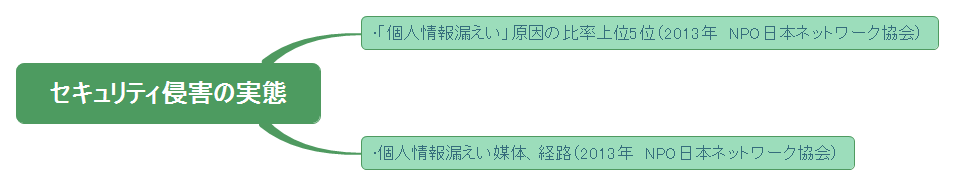 ・「個人情報漏えい」原因の比率上位5位(2013年　NPO日本ネットワーク協会)
セキュリティ侵害の実態
・個人情報漏えい媒体、経路(2013年　NPO日本ネットワーク協会)